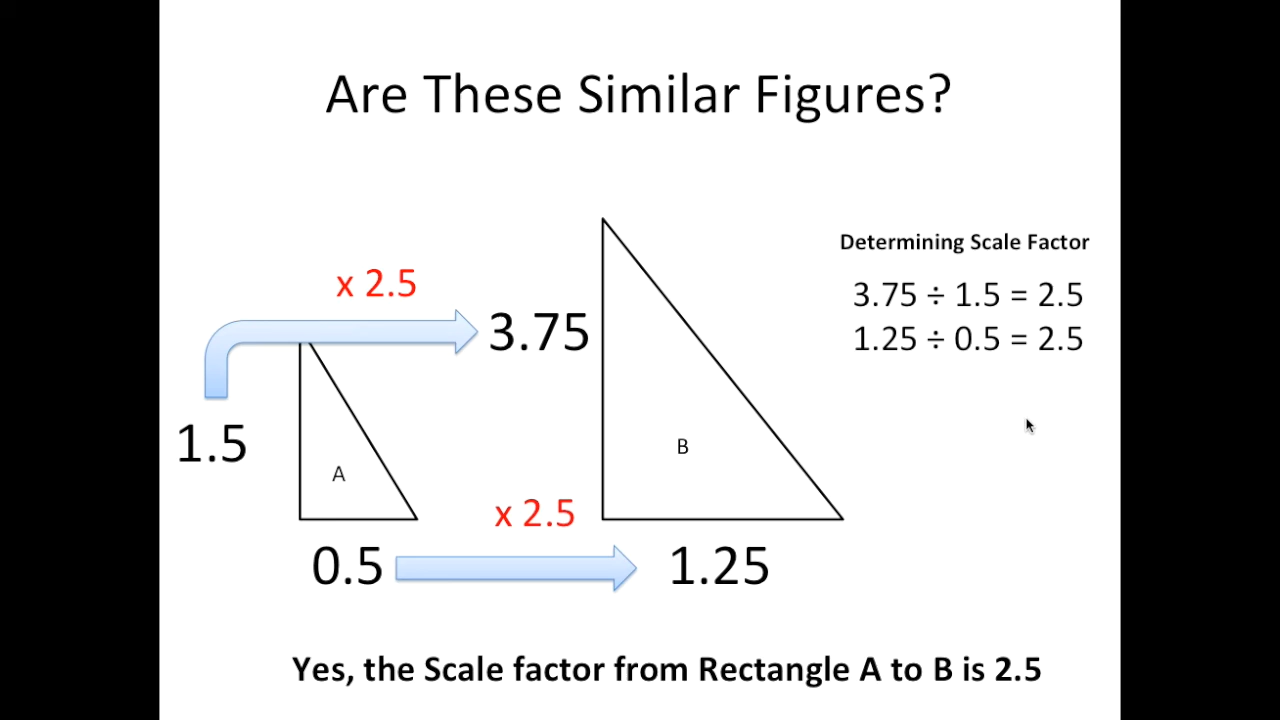 Are These Similar Figures?
Determining Scale Factor
x 2.5
3.75 ÷ 1.5 = 2.5
3.75
1.25 ÷ 0.5 = 2.5
1.5
B
A
x 2.5
0.5
1.25
Yes, the Scale factor from Rectangle A to B is 2.5